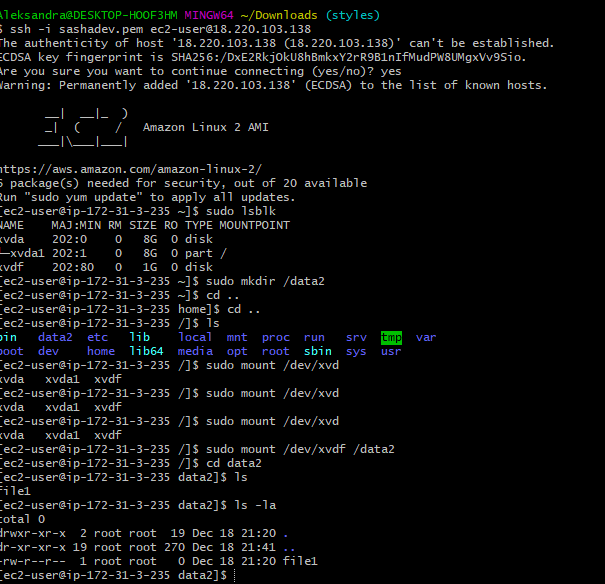 Aleksandra@DESKTOP-HOOF3HM MINGW64 ~/Downloads (styles)
$ ssh -i sashadev.pem ec2-user@18.220.103.138
The authenticity of host '18.220.103.138 (18.220.103.138)' can't be established.
ECDSA key fingerprint is SHA256:/DxE2RkjOkU8hBmkxY2rR9B1nIfMudPW8UMgxVv9Sio.
Are you sure you want to continue connecting (yes/no)? yes
Warning: Permanently added '18.220.103.138' (ECDSA) to the list of known hosts.
__|  __|_  )
_|  (     /   Amazon Linux 2 AMI
___|\___|___|
https://aws.amazon.com/amazon-linux-2/
6 package(s) needed for security, out of 20 available
Run "sudo yum update" to apply all updates.
[ec2-user@ip-172-31-3-235 ~]$ sudo lsblk
NAME    MAJ:MIN RM SIZE RO TYPE MOUNTPOINT
xvda    202:0    0   8G  0 disk
└─xvda1 202:1    0   8G  0 part /
xvdf    202:80   0   1G  0 disk
[ec2-user@ip-172-31-3-235 ~]$ sudo mkdir /data2
[ec2-user@ip-172-31-3-235 ~]$ cd ..
[ec2-user@ip-172-31-3-235 home]$ cd ..
[ec2-user@ip-172-31-3-235 /]$ ls
bin   data2  etc   lib    local  mnt  proc  run   srv  tmp  var
boot  dev    home  lib64  media  opt  root  sbin  sys  usr
[ec2-user@ip-172-31-3-235 /]$ sudo mount /dev/xvd
xvda   xvda1  xvdf
[ec2-user@ip-172-31-3-235 /]$ sudo mount /dev/xvd
xvda   xvda1  xvdf
[ec2-user@ip-172-31-3-235 /]$ sudo mount /dev/xvd
xvda   xvda1  xvdf
[ec2-user@ip-172-31-3-235 /]$ sudo mount /dev/xvdf /data2
[ec2-user@ip-172-31-3-235 /]$ cd data2
[ec2-user@ip-172-31-3-235 data2]$ ls
file1
[ec2-user@ip-172-31-3-235 data2]$ ls -la
total 0
drwxr-xr-x  2 root root  19 Dec 18 21:20 .
dr-xr-xr-x 19 root root 270 Dec 18 21:41 ..
-rw-r--r--  1 root root   0 Dec 18 21:20 file1
[ec2-user@ip-172-31-3-235 data2]$